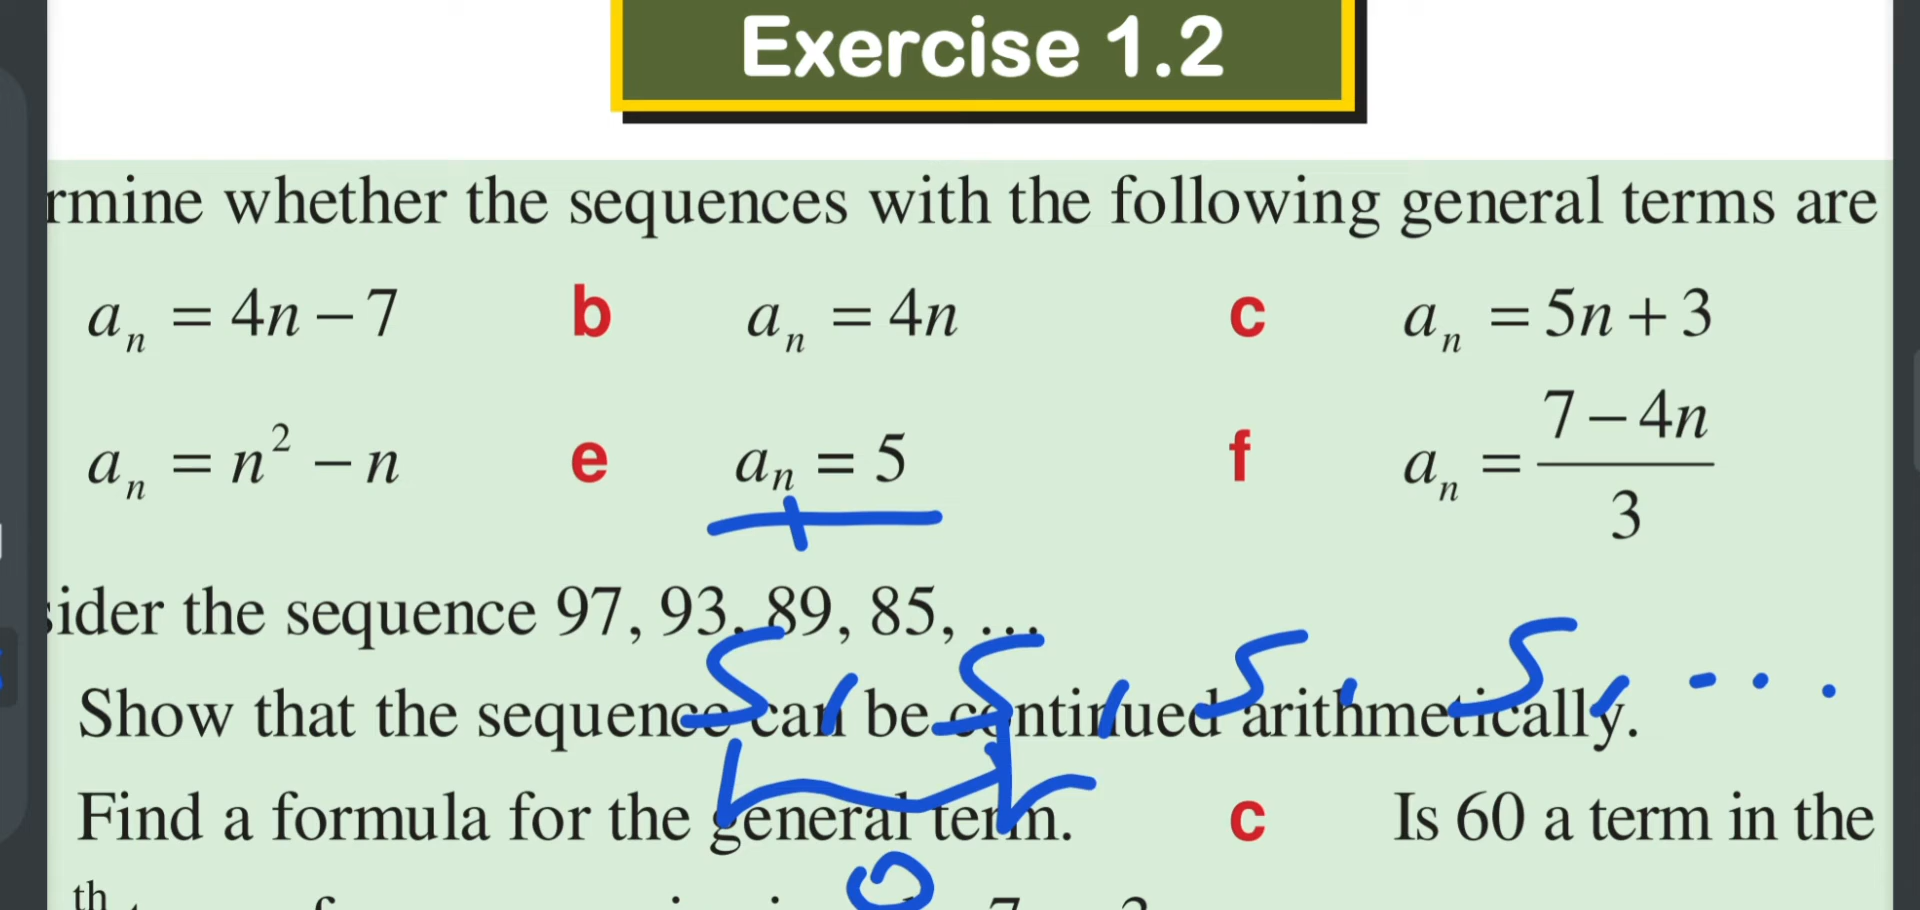 Exercise 1.2
rmine whether the sequences with the following general terms are
aₙ = 4n − 7 b aₙ = 4n c aₙ = 5n + 3
aₙ = n² − n e aₙ = 5 f aₙ = (7 − 4n)/3
sider the sequence 97, 93, 89, 85, …
5, 5, 5, 5, ...
Show that the sequence can be continued arithmetically.
Find a formula for the general term. c Is 60 a term in the
0
th